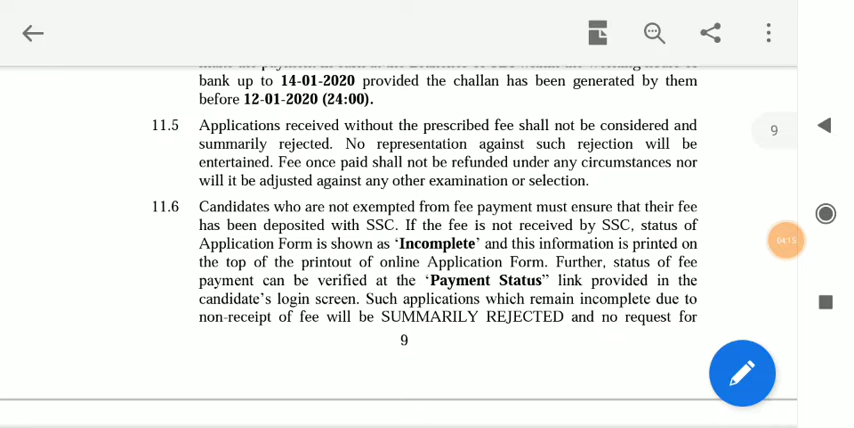 bank up to 14-01-2020 provided the challan has been generated by them
before 12-01-2020 (24:00).
11.5 Applications received without the prescribed fee shall not be considered and
summarily rejected. No representation against such rejection will be
entertained. Fee once paid shall not be refunded under any circumstances nor
will it be adjusted against any other examination or selection.
11.6 Candidates who are not exempted from fee payment must ensure that their fee
has been deposited with SSC. If the fee is not received by SSC, status of
Application Form is shown as ‘Incomplete’ and this information is printed on
the top of the printout of online Application Form. Further, status of fee
payment can be verified at the ‘Payment Status” link provided in the
candidate’s login screen. Such applications which remain incomplete due to
non-receipt of fee will be SUMMARILY REJECTED and no request for
9
9
04:15